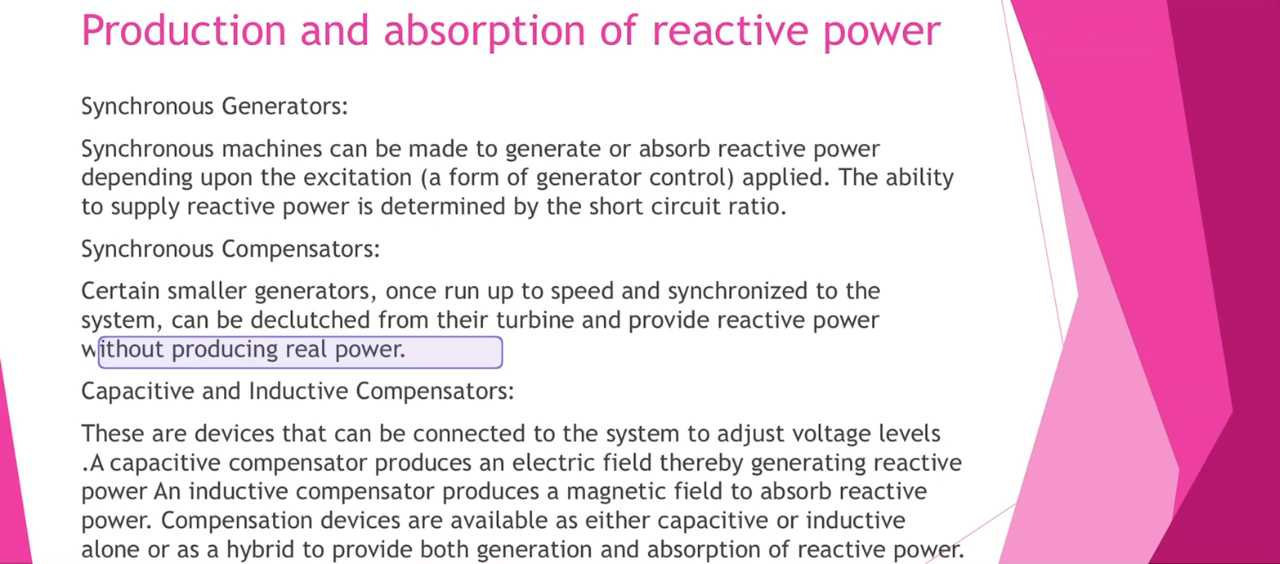 Production and absorption of reactive power
Synchronous Generators:
Synchronous machines can be made to generate or absorb reactive power
depending upon the excitation (a form of generator control) applied. The ability
to supply reactive power is determined by the short circuit ratio.
Synchronous Compensators:
Certain smaller generators, once run up to speed and synchronized to the
system, can be declutched from their turbine and provide reactive power
without producing real power.
Capacitive and Inductive Compensators:
These are devices that can be connected to the system to adjust voltage levels
.A capacitive compensator produces an electric field thereby generating reactive
power An inductive compensator produces a magnetic field to absorb reactive
power. Compensation devices are available as either capacitive or inductive
alone or as a hybrid to provide both generation and absorption of reactive power.